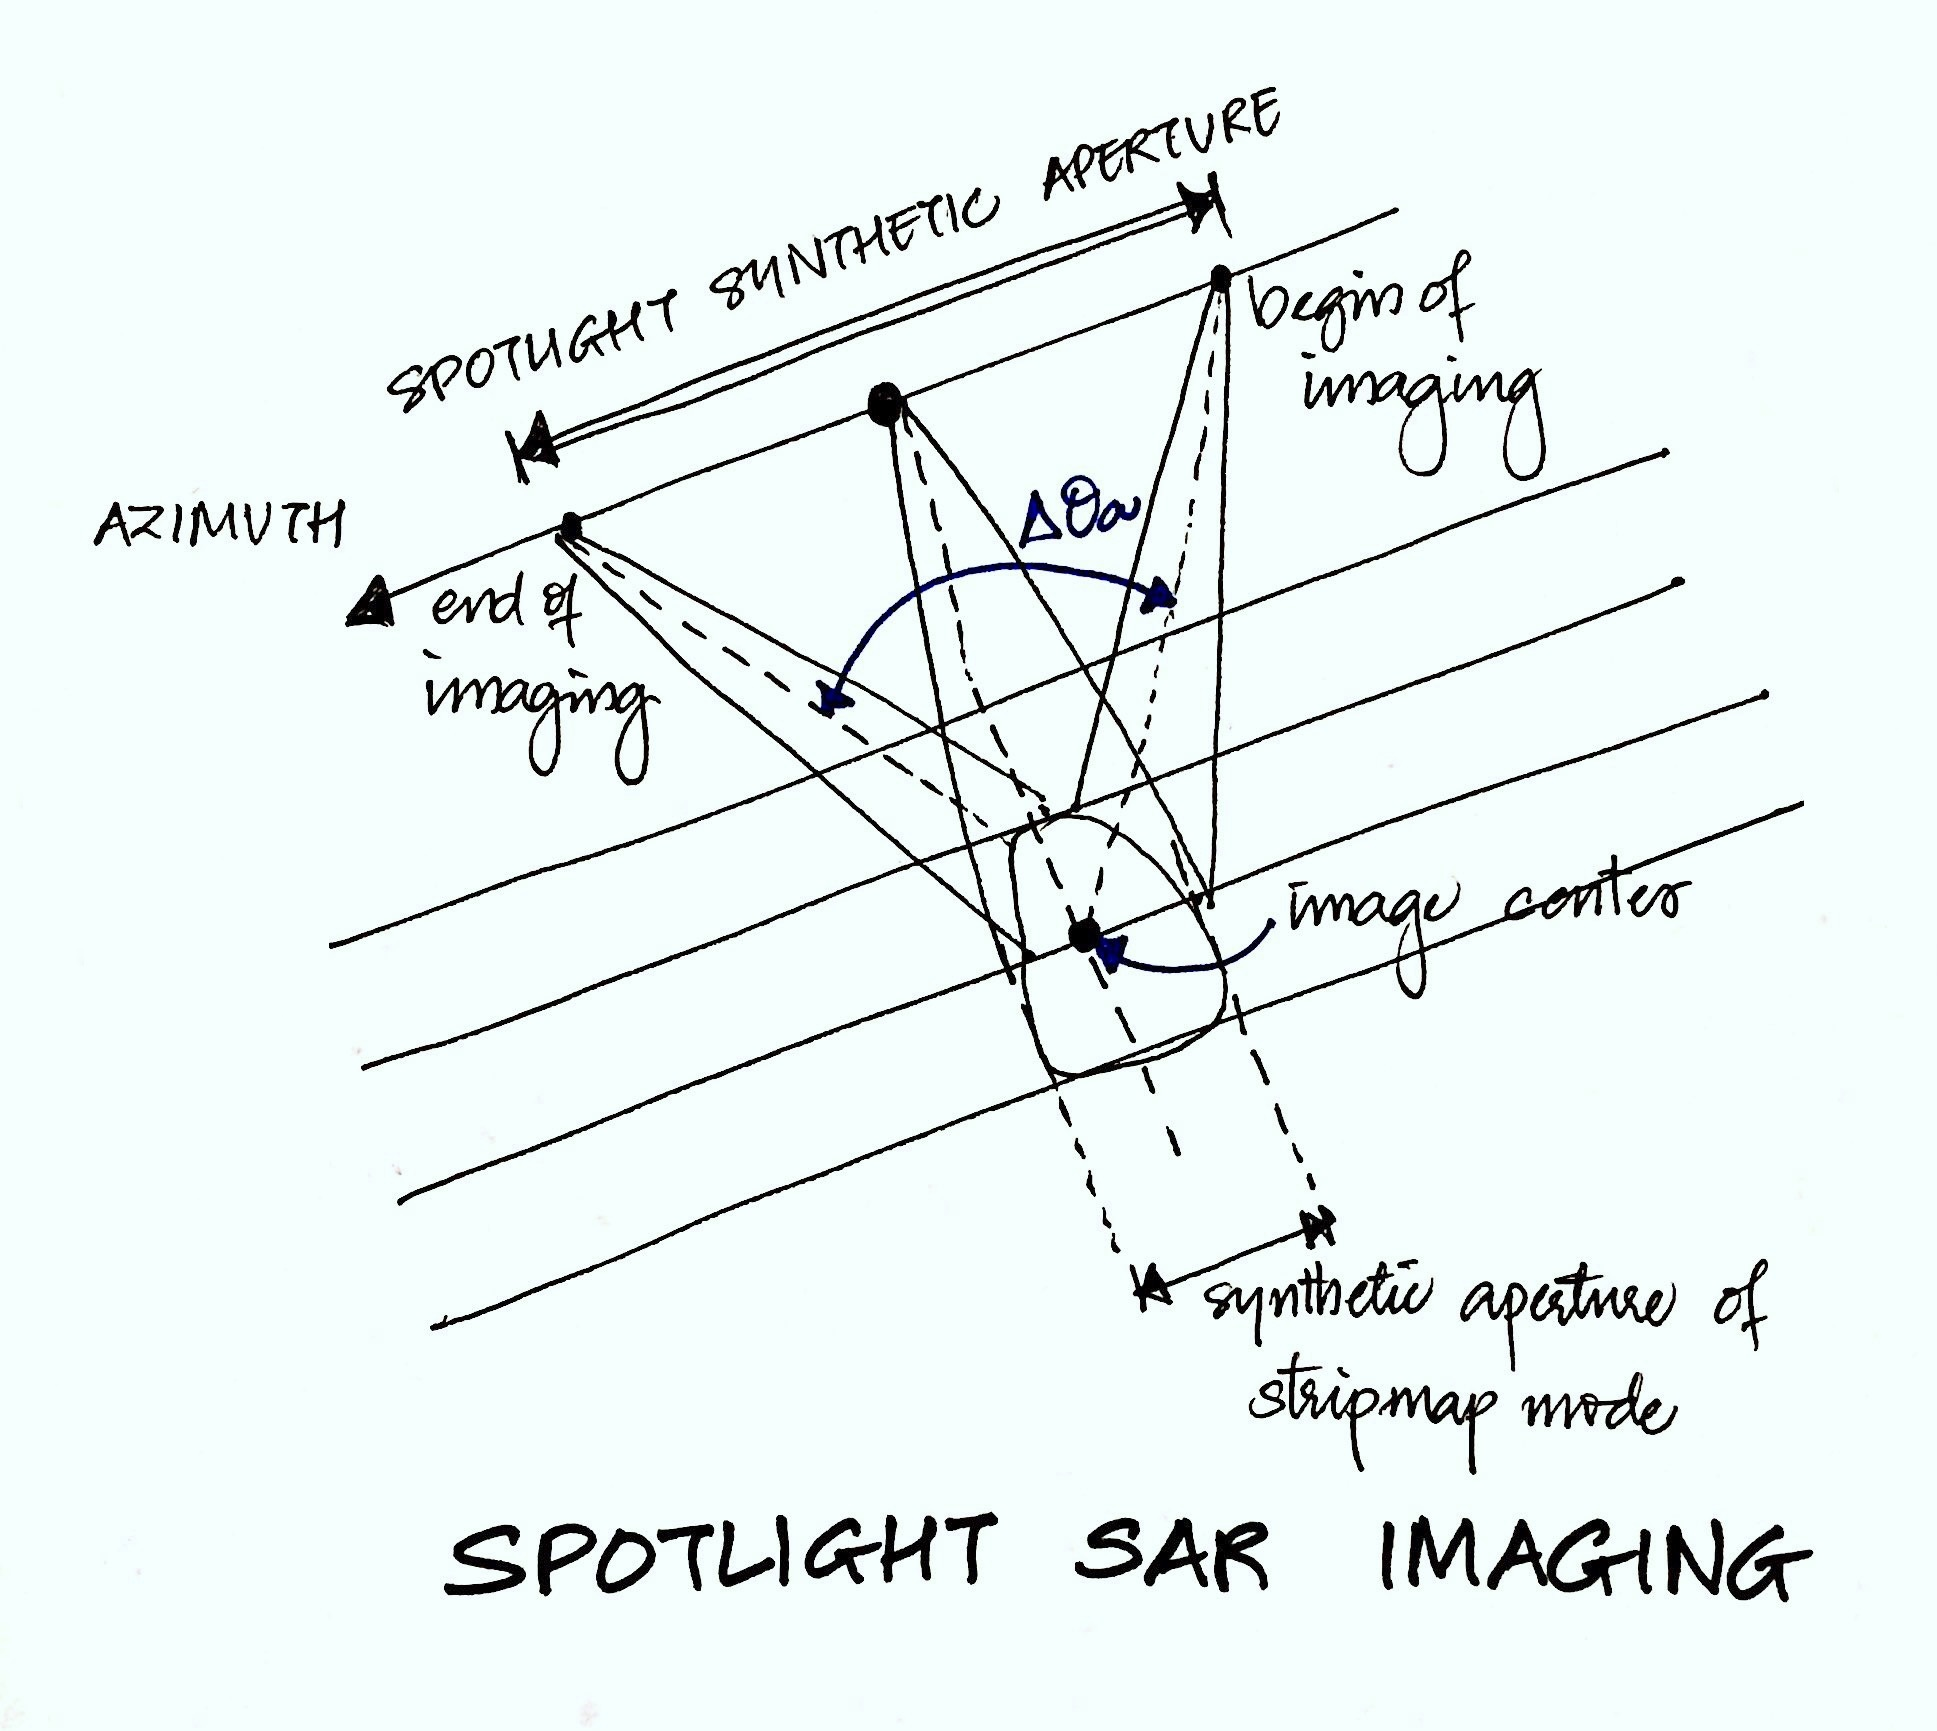 SPOTLIGHT SYNTHETIC APERTURE
begins of
imaging
Δθa
AZIMUTH
end of
imaging
image center
synthetic aperture of
stripmap mode
SPOTLIGHT SAR IMAGING